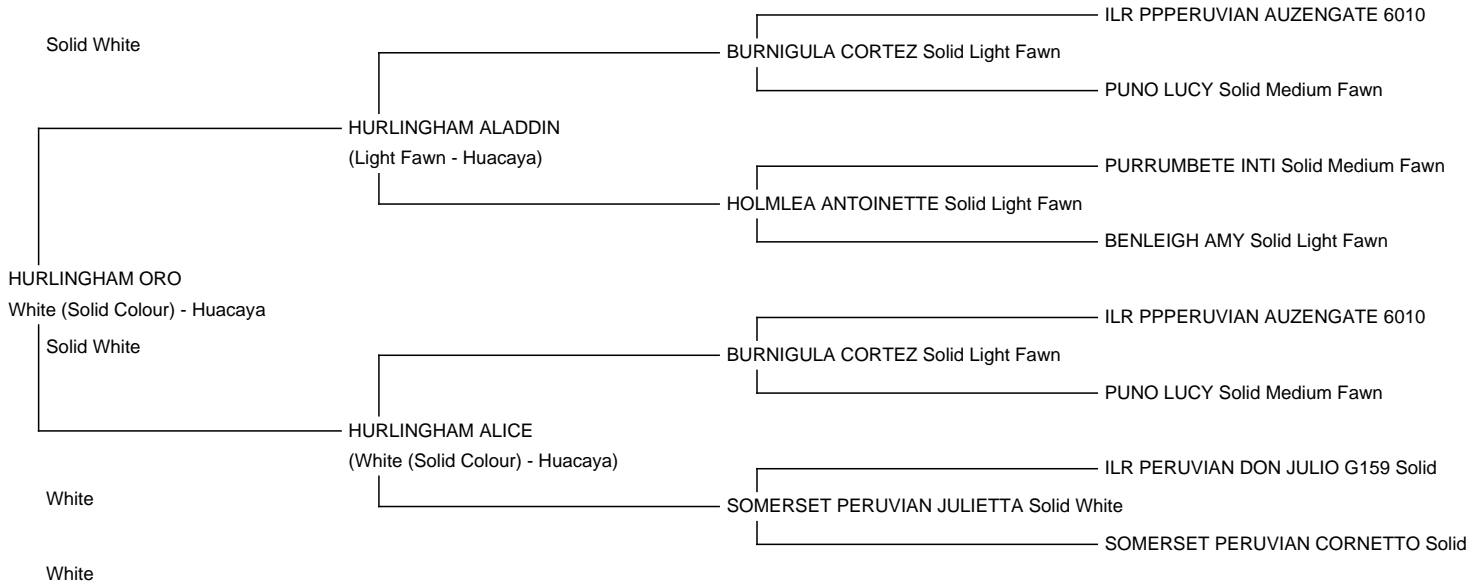 ILR PPPERUVIAN AUZENGATE 6010
Solid White
BURNIGULA CORTEZ Solid Light Fawn
PUNO LUCY Solid Medium Fawn
HURLINGHAM ALADDIN
(Light Fawn - Huacaya)
PURRUMBETE INTI Solid Medium Fawn
HOLMLEA ANTOINETTE Solid Light Fawn
BENLEIGH AMY Solid Light Fawn
HURLINGHAM ORO
White (Solid Colour) - Huacaya
ILR PPPERUVIAN AUZENGATE 6010
Solid White
BURNIGULA CORTEZ Solid Light Fawn
PUNO LUCY Solid Medium Fawn
HURLINGHAM ALICE
(White (Solid Colour) - Huacaya)
ILR PERUVIAN DON JULIO G159 Solid
White
SOMERSET PERUVIAN JULIETTA Solid White
SOMERSET PERUVIAN CORNETTO Solid
White